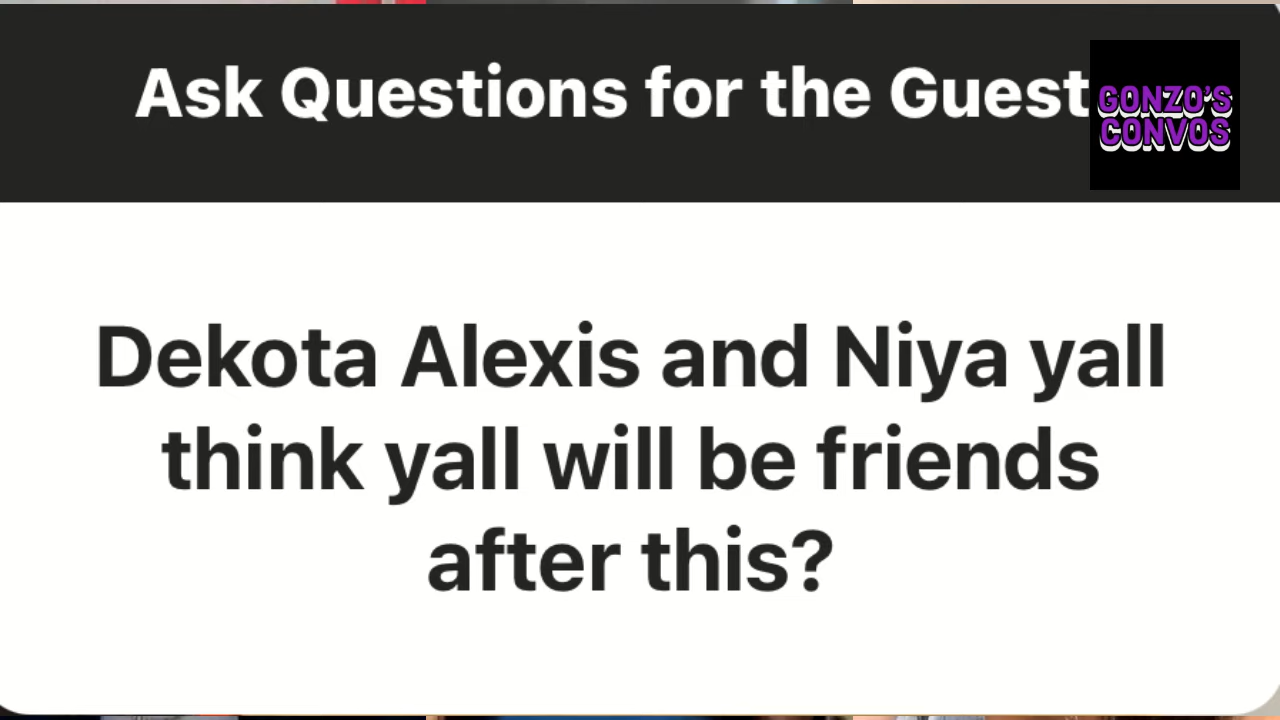 Ask Questions for the Guest
GONZO'S
CONVOS
Dekota Alexis and Niya yall
think yall will be friends
after this?